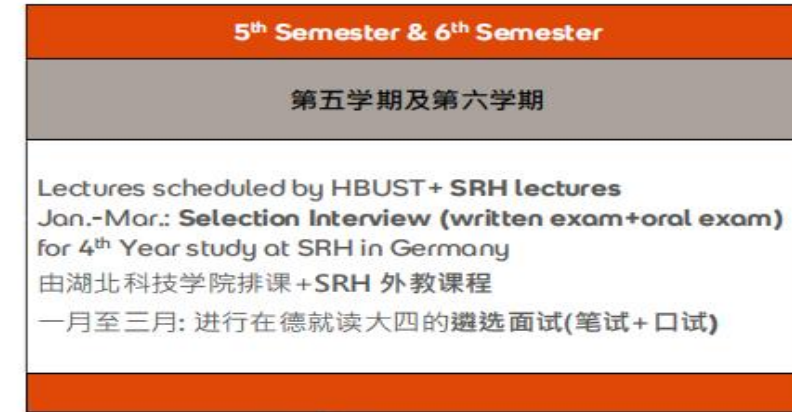 5th Semester & 6th Semester
第五学期及第六学期
Lectures scheduled by HBUST+ SRH lectures
Jan.-Mar.: Selection Interview (written exam+oral exam)
for 4th Year study at SRH in Germany
由湖北科技学院排课+SRH 外教课程
一月至三月: 进行在德就读大四的遴选面试(笔试+口试)